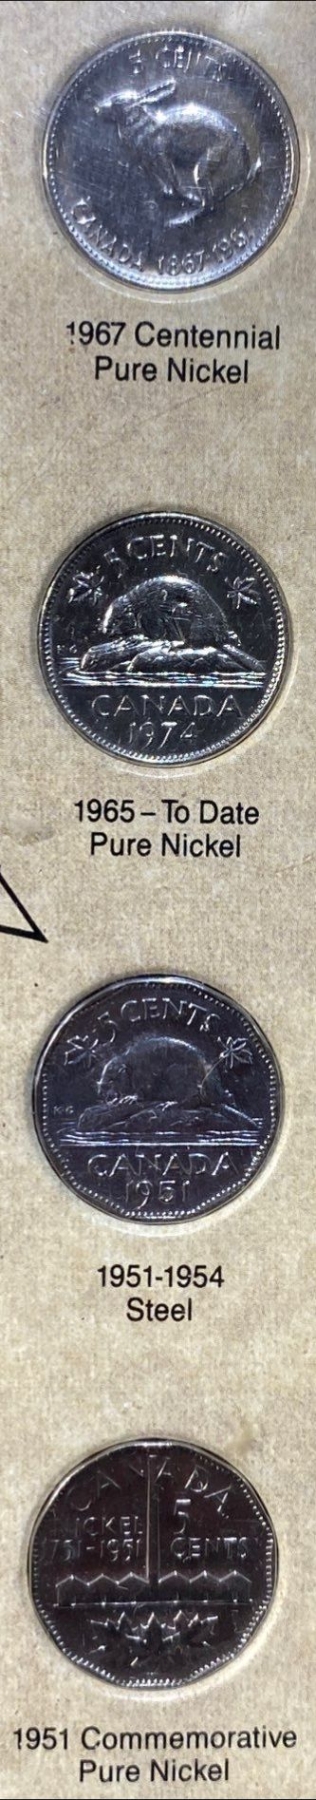 5 CENTS
CANADA 1867-1967
1967 Centennial
Pure Nickel
5 CENTS
CANADA
1974
1965 – To Date
Pure Nickel
5 CENTS
CANADA
1951
1951-1954
Steel
CANADA
NICKEL 5
1751-1951 CENTS
1951 Commemorative
Pure Nickel